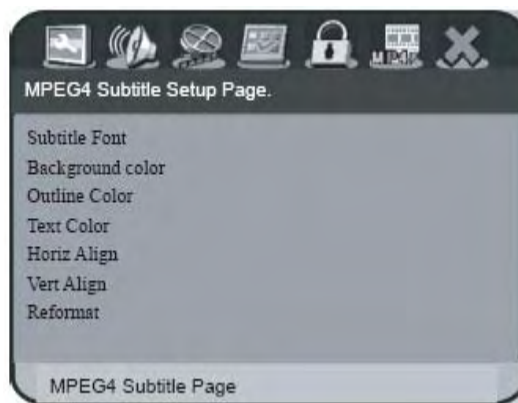 MP4
MPEG4 Subtitle Setup Page.
Subtitle Font
Background color
Outline Color
Text Color
Horiz Align
Vert Align
Reformat
MPEG4 Subtitle Page